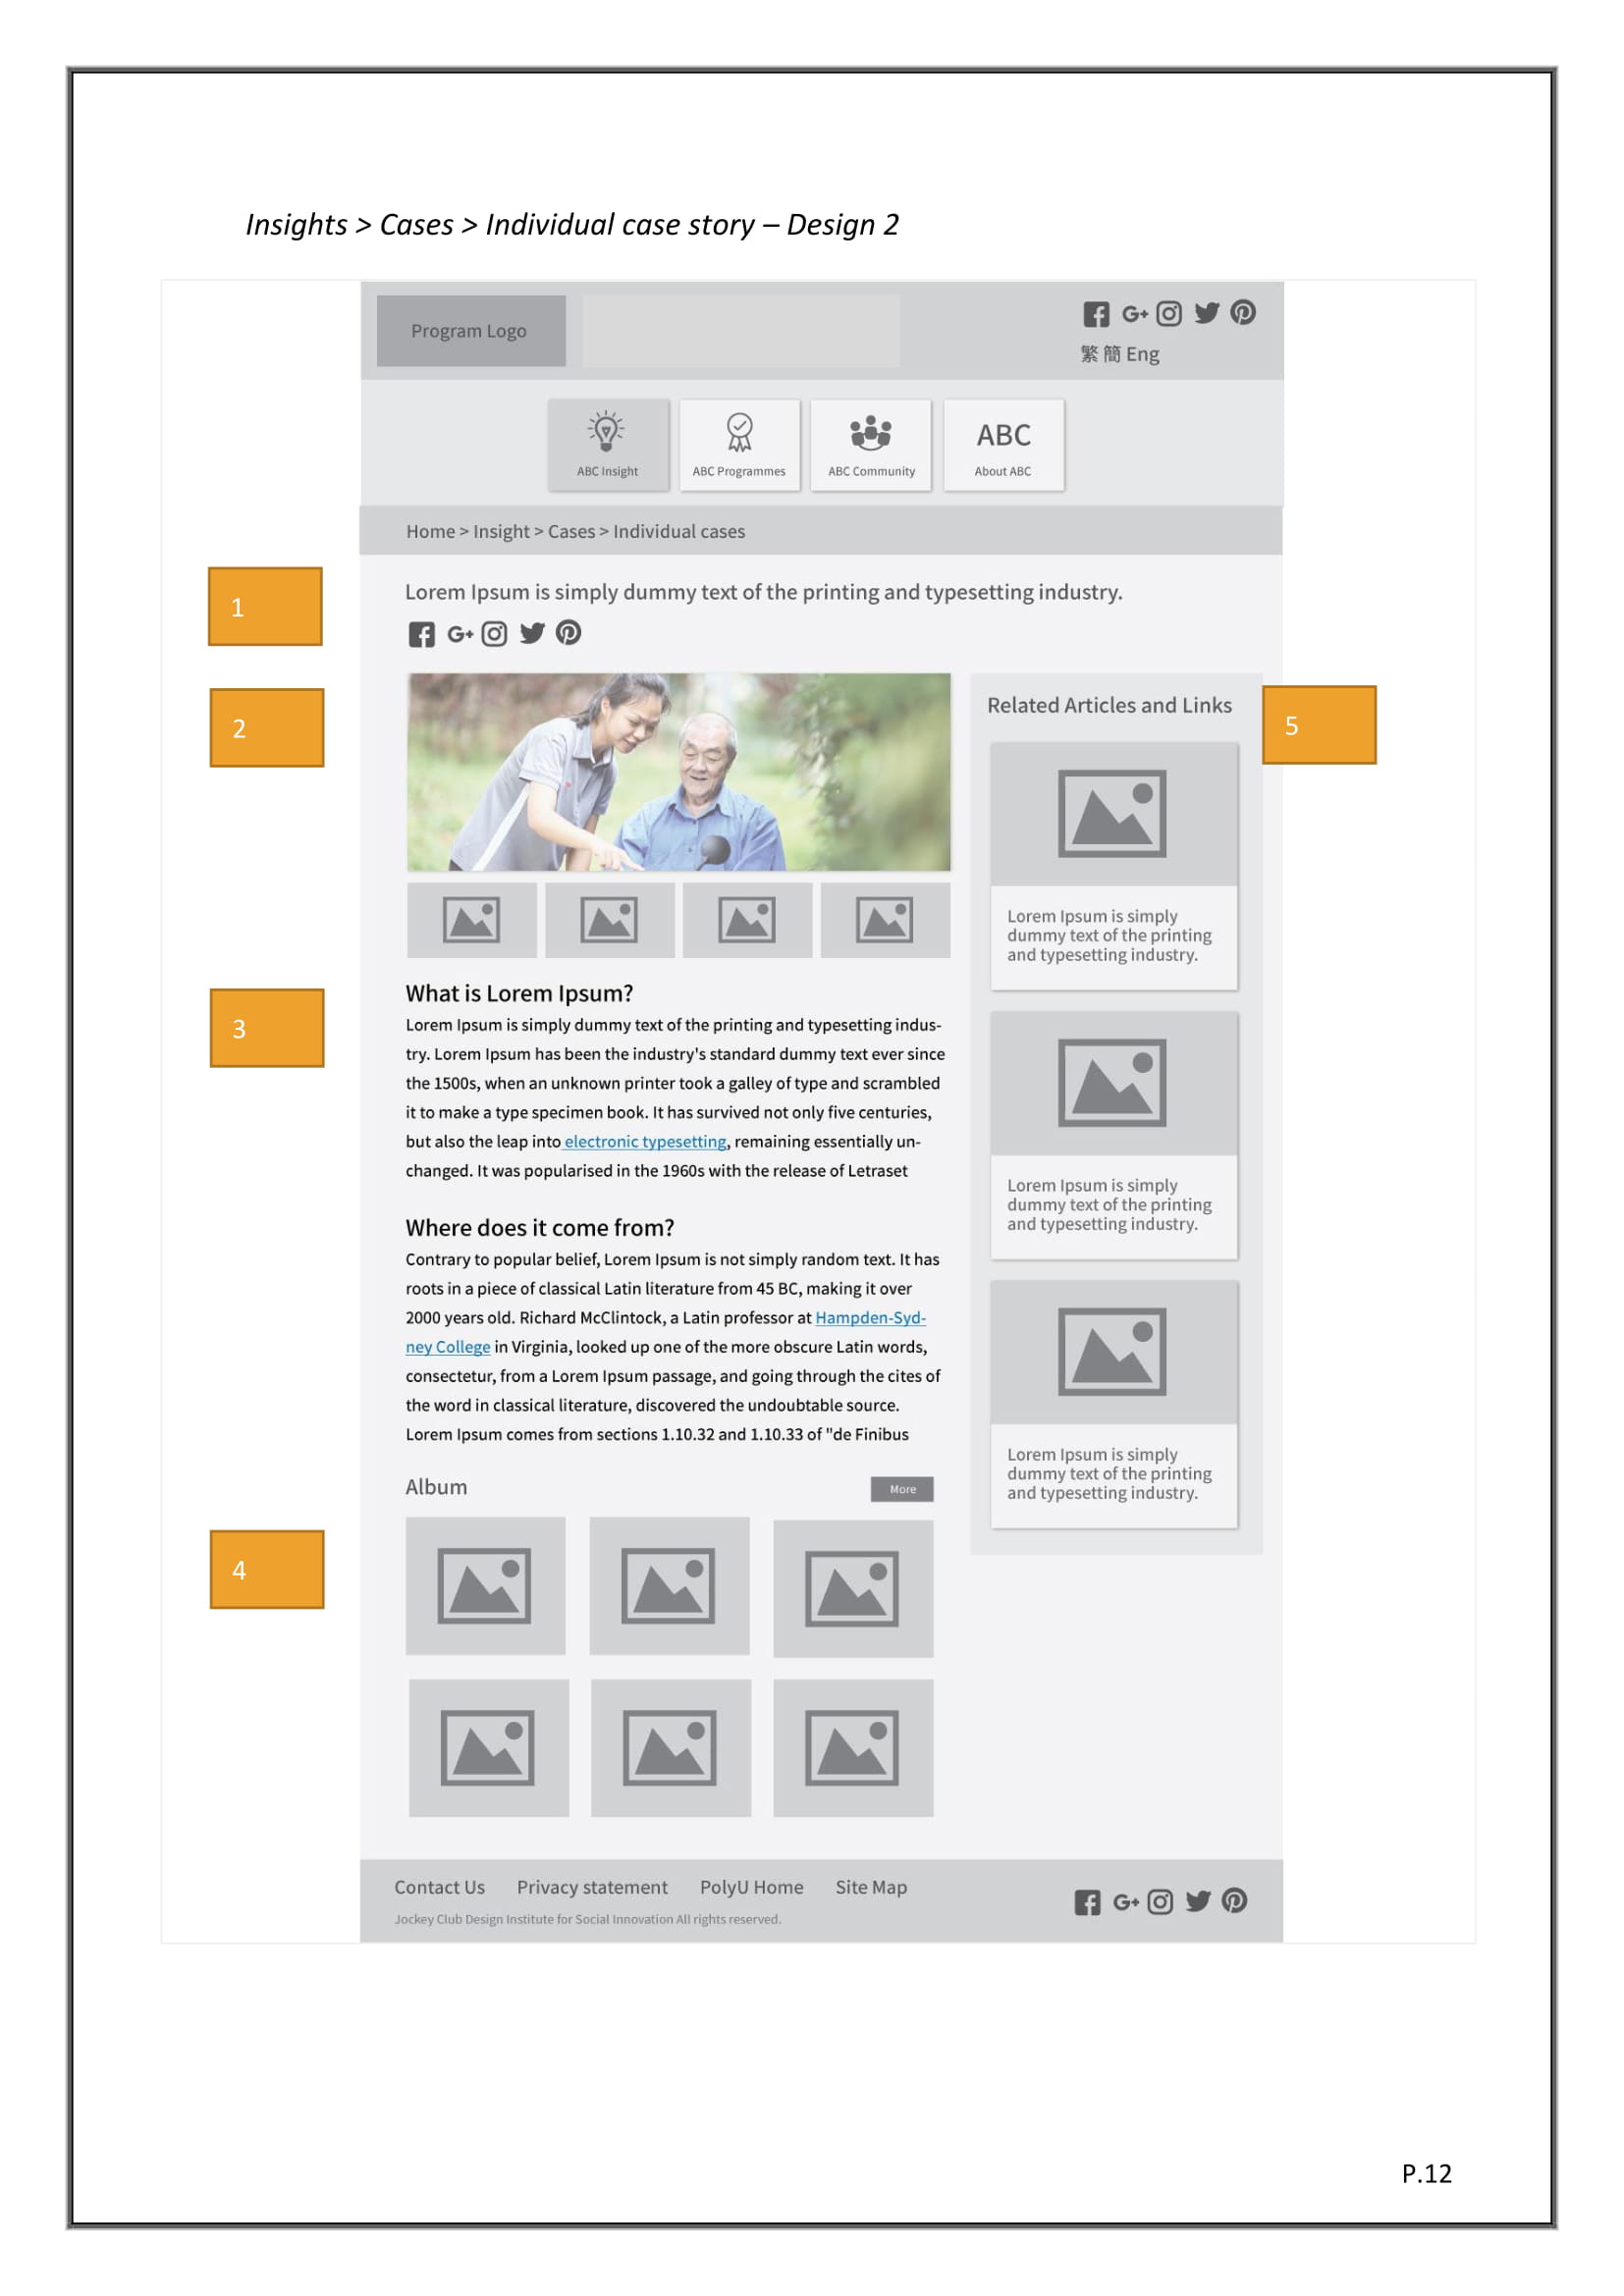 Insights > Cases > Individual case story – Design 2
Program Logo
繁 簡 Eng
ABC Insight
ABC Programmes
ABC Community
ABC
About ABC
Home > Insight > Cases > Individual cases
1
Lorem Ipsum is simply dummy text of the printing and typesetting industry.
2
3
What is Lorem Ipsum?
Lorem Ipsum is simply dummy text of the printing and typesetting indus-
try. Lorem Ipsum has been the industry's standard dummy text ever since
the 1500s, when an unknown printer took a galley of type and scrambled
it to make a type specimen book. It has survived not only five centuries,
but also the leap into electronic typesetting, remaining essentially un-
changed. It was popularised in the 1960s with the release of Letraset
Where does it come from?
Contrary to popular belief, Lorem Ipsum is not simply random text. It has
roots in a piece of classical Latin literature from 45 BC, making it over
2000 years old. Richard McClintock, a Latin professor at Hampden-Syd-
ney College in Virginia, looked up one of the more obscure Latin words,
consectetur, from a Lorem Ipsum passage, and going through the cites of
the word in classical literature, discovered the undoubtable source.
Lorem Ipsum comes from sections 1.10.32 and 1.10.33 of "de Finibus
Album
More
4
Related Articles and Links
5
Lorem Ipsum is simply
dummy text of the printing
and typesetting industry.
Lorem Ipsum is simply
dummy text of the printing
and typesetting industry.
Lorem Ipsum is simply
dummy text of the printing
and typesetting industry.
Contact Us Privacy statement PolyU Home Site Map
Jockey Club Design Institute for Social Innovation All rights reserved.
P.12